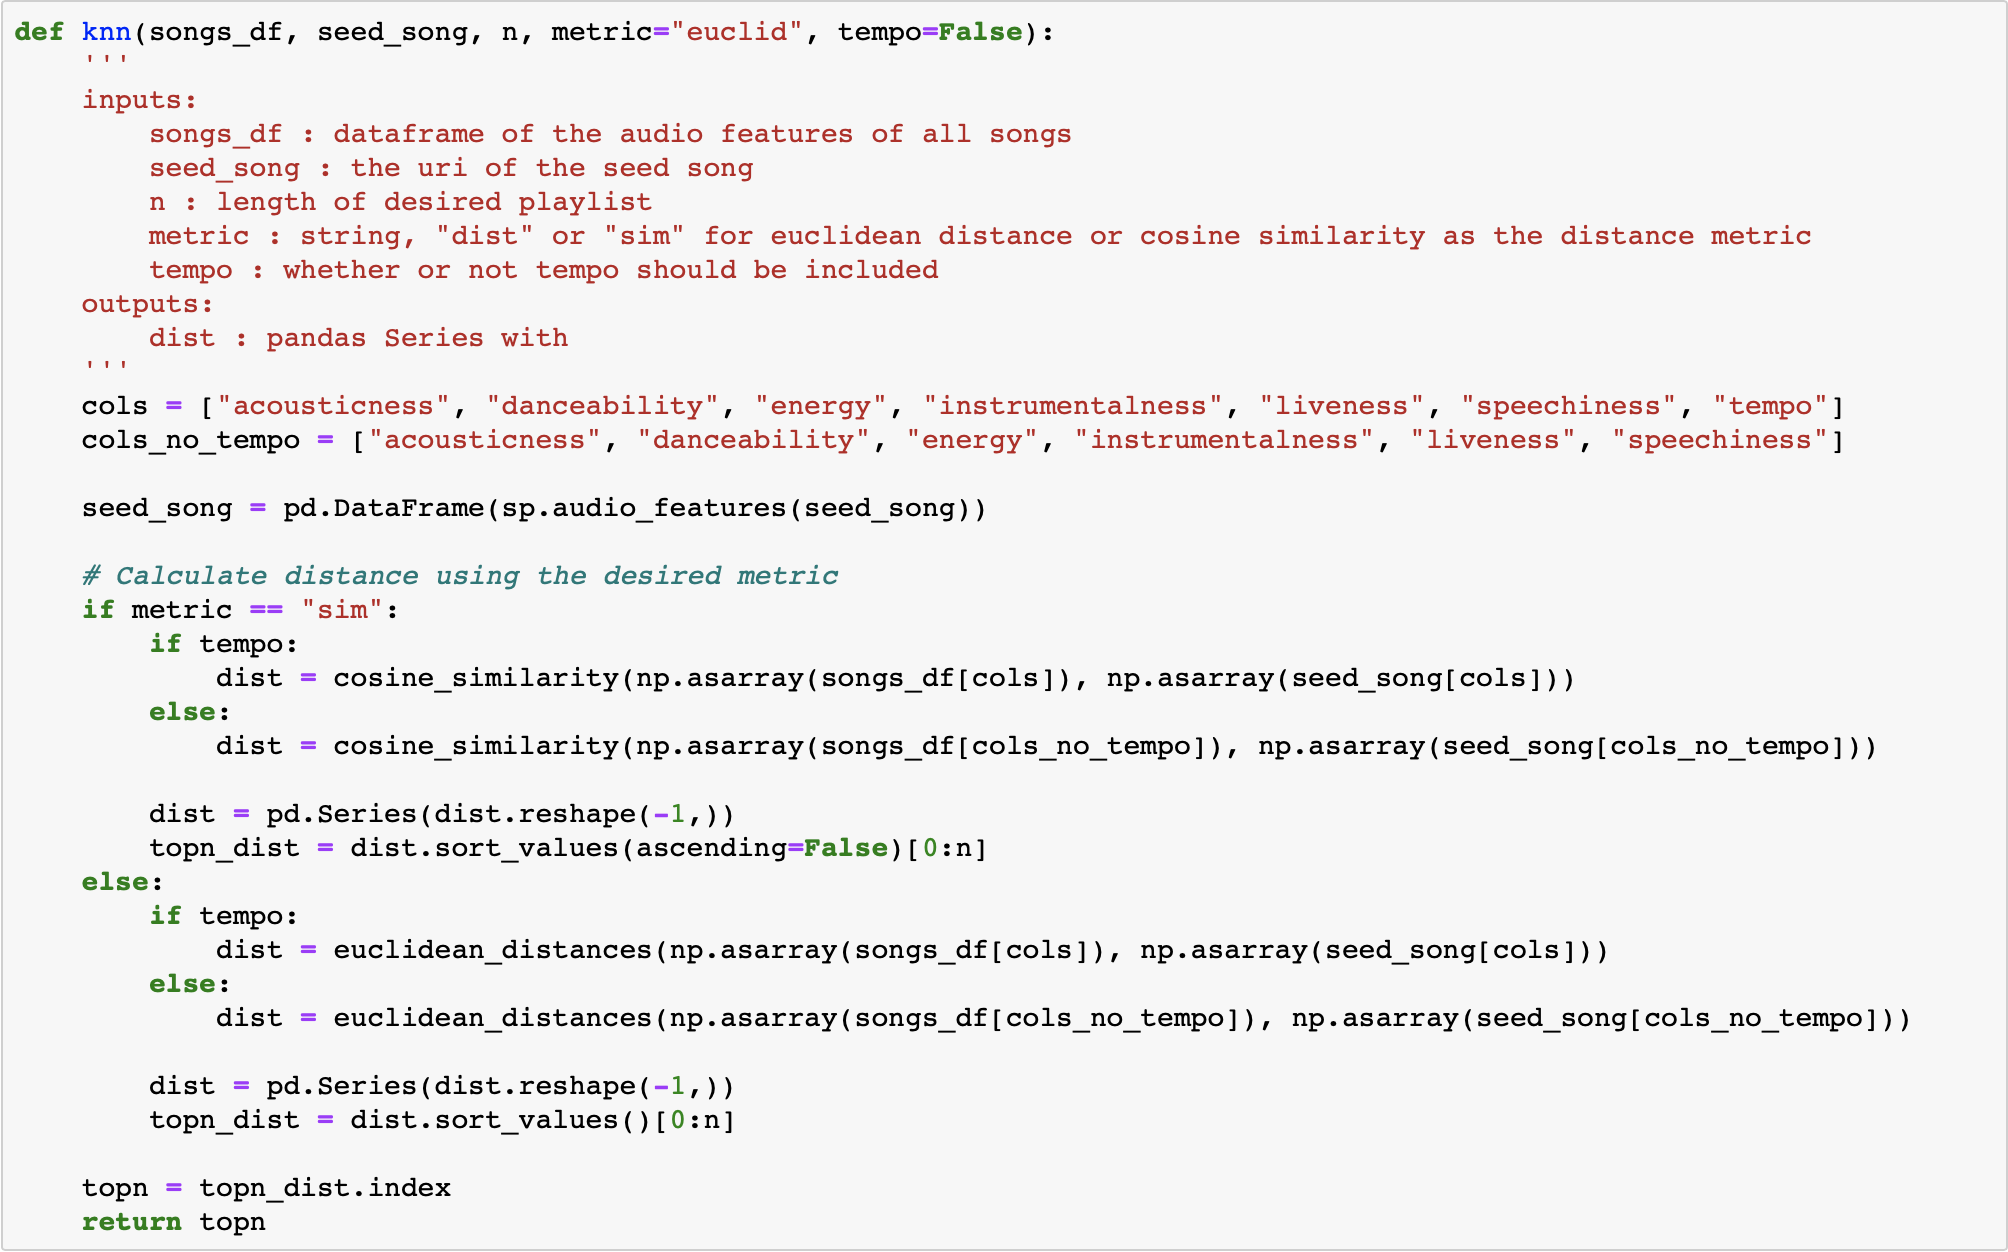 def knn(songs_df, seed_song, n, metric="euclid", tempo=False):
    '''
    inputs:
        songs_df : dataframe of the audio features of all songs
        seed_song : the uri of the seed song
        n : length of desired playlist
        metric : string, "dist" or "sim" for euclidean distance or cosine similarity as the distance metric
        tempo : whether or not tempo should be included
    outputs:
        dist : pandas Series with
    '''
    cols = ["acousticness", "danceability", "energy", "instrumentalness", "liveness", "speechiness", "tempo"]
    cols_no_tempo = ["acousticness", "danceability", "energy", "instrumentalness", "liveness", "speechiness"]

    seed_song = pd.DataFrame(sp.audio_features(seed_song))

    # Calculate distance using the desired metric
    if metric == "sim":
        if tempo:
            dist = cosine_similarity(np.asarray(songs_df[cols]), np.asarray(seed_song[cols]))
        else:
            dist = cosine_similarity(np.asarray(songs_df[cols_no_tempo]), np.asarray(seed_song[cols_no_tempo]))

        dist = pd.Series(dist.reshape(-1,))
        topn_dist = dist.sort_values(ascending=False)[0:n]
    else:
        if tempo:
            dist = euclidean_distances(np.asarray(songs_df[cols]), np.asarray(seed_song[cols]))
        else:
            dist = euclidean_distances(np.asarray(songs_df[cols_no_tempo]), np.asarray(seed_song[cols_no_tempo]))

        dist = pd.Series(dist.reshape(-1,))
        topn_dist = dist.sort_values()[0:n]

    topn = topn_dist.index
    return topn